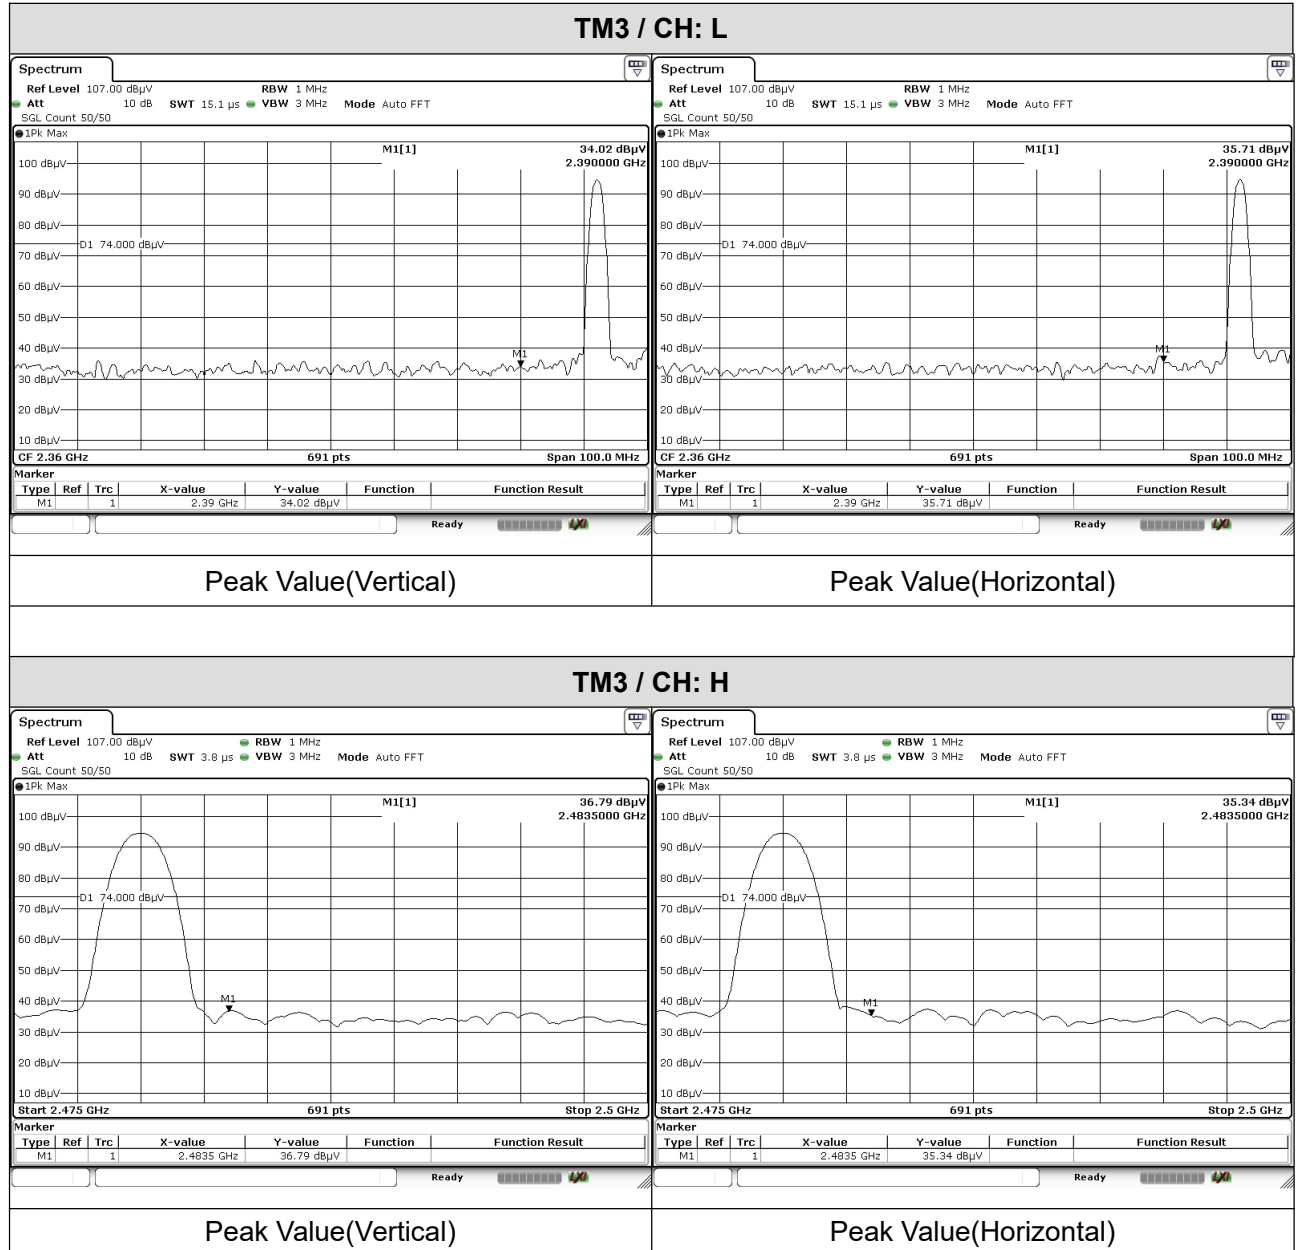 TM3 / CH: L
Spectrum
Ref Level 107.00 dBµV RBW 1 MHz
Att 10 dB SWT 15.1 µs VBW 3 MHz Mode Auto FFT
SGL Count 50/50
1Pk Max
M1[1] 34.02 dBµV
2.390000 GHz
100 dBµV
90 dBµV
80 dBµV
D1 74.000 dBµV
70 dBµV
60 dBµV
50 dBµV
40 dBµV
M1
30 dBµV
20 dBµV
10 dBµV
CF 2.36 GHz 691 pts Span 100.0 MHz
Marker
Type Ref Trc X-value Y-value Function Function Result
M1 1 2.39 GHz 34.02 dBµV
Ready LXI
Peak Value(Vertical)
Spectrum
Ref Level 107.00 dBµV RBW 1 MHz
Att 10 dB SWT 15.1 µs VBW 3 MHz Mode Auto FFT
SGL Count 50/50
1Pk Max
M1[1] 35.71 dBµV
2.390000 GHz
100 dBµV
90 dBµV
80 dBµV
D1 74.000 dBµV
70 dBµV
60 dBµV
50 dBµV
40 dBµV
M1
30 dBµV
20 dBµV
10 dBµV
CF 2.36 GHz 691 pts Span 100.0 MHz
Marker
Type Ref Trc X-value Y-value Function Function Result
M1 1 2.39 GHz 35.71 dBµV
Ready LXI
Peak Value(Horizontal)
TM3 / CH: H
Spectrum
Ref Level 107.00 dBµV RBW 1 MHz
Att 10 dB SWT 3.8 µs VBW 3 MHz Mode Auto FFT
SGL Count 50/50
1Pk Max
M1[1] 36.79 dBµV
2.4835000 GHz
100 dBµV
90 dBµV
80 dBµV
D1 74.000 dBµV
70 dBµV
60 dBµV
50 dBµV
40 dBµV
M1
30 dBµV
20 dBµV
10 dBµV
Start 2.475 GHz 691 pts Stop 2.5 GHz
Marker
Type Ref Trc X-value Y-value Function Function Result
M1 1 2.4835 GHz 36.79 dBµV
Ready LXI
Peak Value(Vertical)
Spectrum
Ref Level 107.00 dBµV RBW 1 MHz
Att 10 dB SWT 3.8 µs VBW 3 MHz Mode Auto FFT
SGL Count 50/50
1Pk Max
M1[1] 35.34 dBµV
2.4835000 GHz
100 dBµV
90 dBµV
80 dBµV
D1 74.000 dBµV
70 dBµV
60 dBµV
50 dBµV
40 dBµV
M1
30 dBµV
20 dBµV
10 dBµV
Start 2.475 GHz 691 pts Stop 2.5 GHz
Marker
Type Ref Trc X-value Y-value Function Function Result
M1 1 2.4835 GHz 35.34 dBµV
Ready LXI
Peak Value(Horizontal)